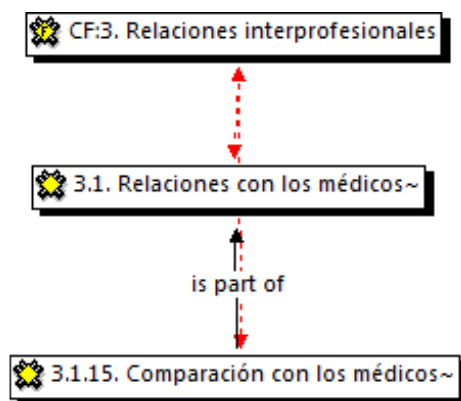 CF:3. Relaciones interprofesionales
3.1. Relaciones con los médicos~
is part of
3.1.15. Comparación con los médicos~